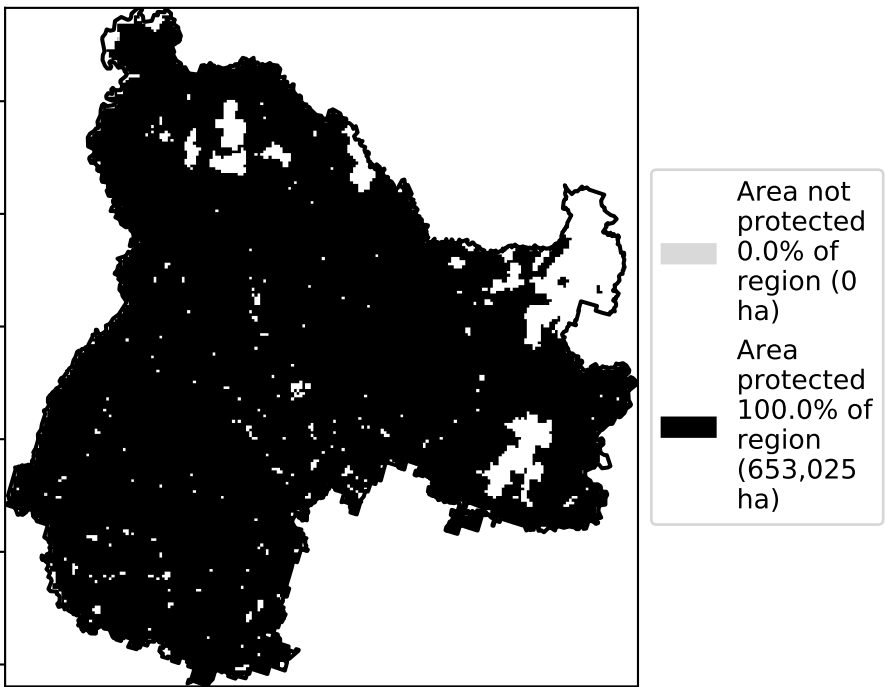 Area not
protected
0.0% of
region (0
ha)
Area
protected
100.0% of
region
(653,025
ha)